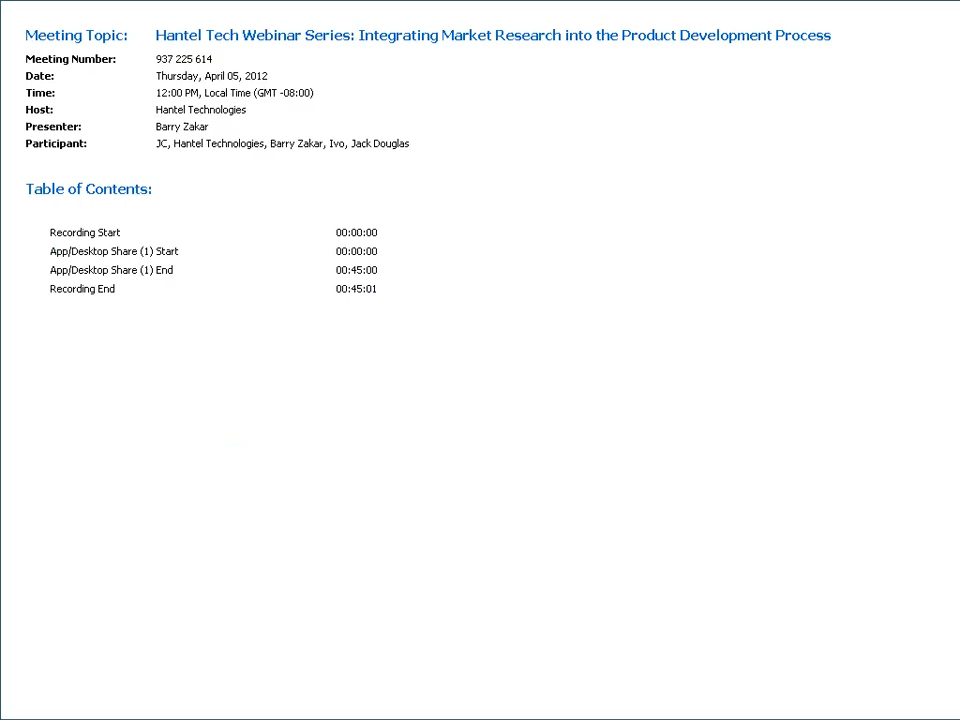 Meeting Topic: Hantel Tech Webinar Series: Integrating Market Research into the Product Development Process
Meeting Number: 937 225 614
Date: Thursday, April 05, 2012
Time: 12:00 PM, Local Time (GMT -08:00)
Host: Hantel Technologies
Presenter: Barry Zakar
Participant: JC, Hantel Technologies, Barry Zakar, Ivo, Jack Douglas
Table of Contents:
Recording Start 00:00:00
App/Desktop Share (1) Start 00:00:00
App/Desktop Share (1) End 00:45:00
Recording End 00:45:01